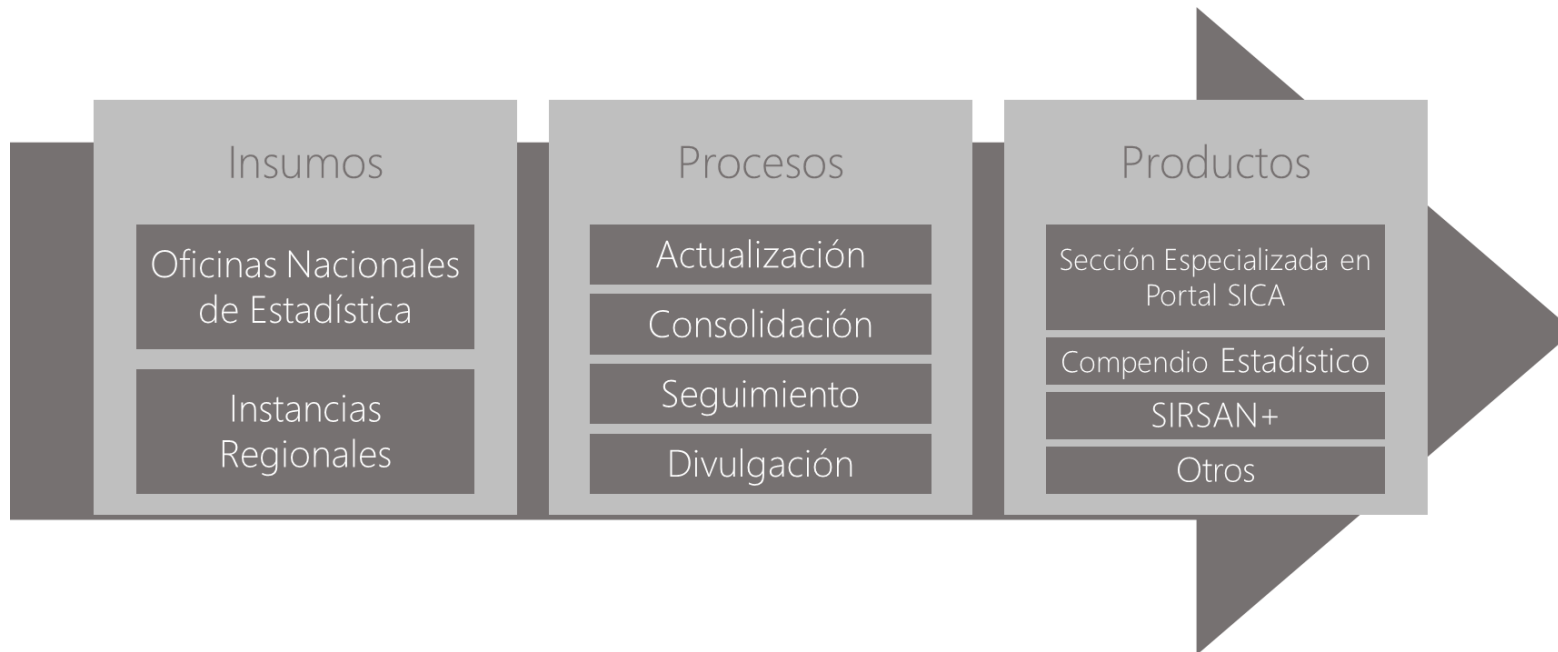 Insumos
Oficinas Nacionales
de Estadística
Instancias
Regionales
Procesos
Actualización
Consolidación
Seguimiento
Divulgación
Productos
Sección Especializada en
Portal SICA
Compendio Estadístico
SIRSAN+
Otros